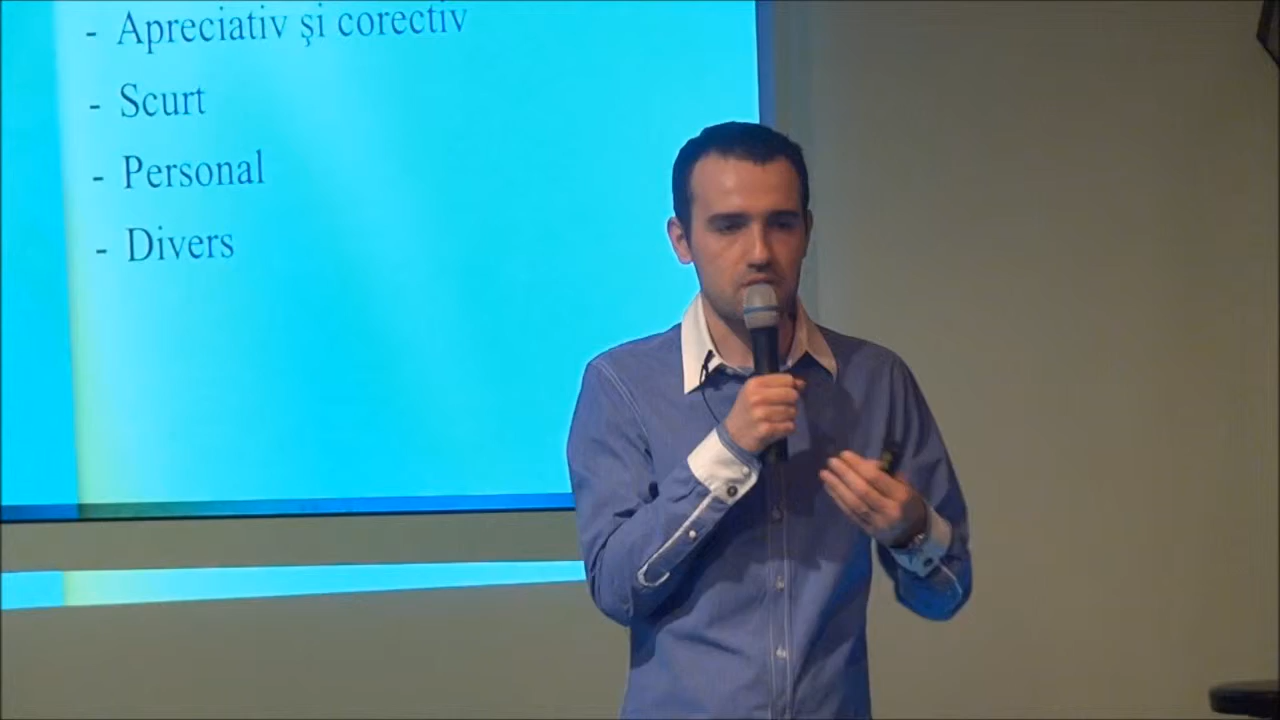 - Apreciativ şi corectiv
- Scurt
- Personal
- Divers